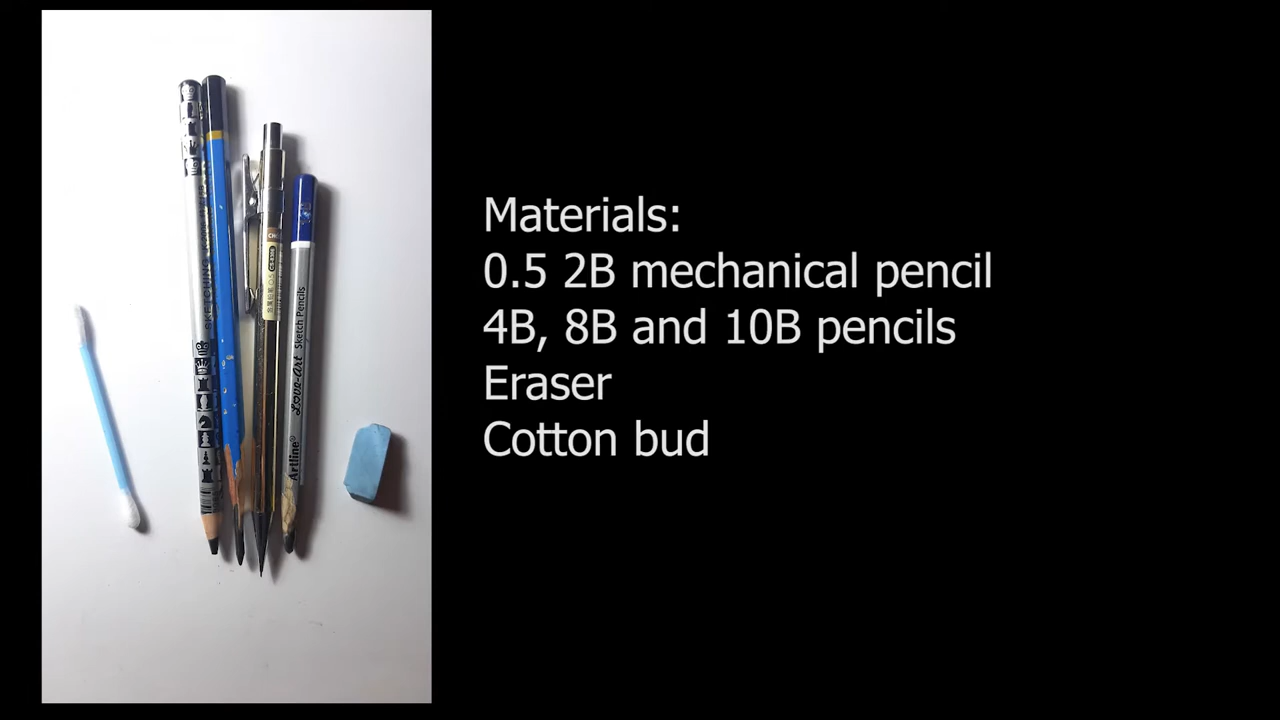 Materials:
0.5 2B mechanical pencil
4B, 8B and 10B pencils
Eraser
Cotton bud
SKETCHING
Artline® Love-Art Sketch Pencils